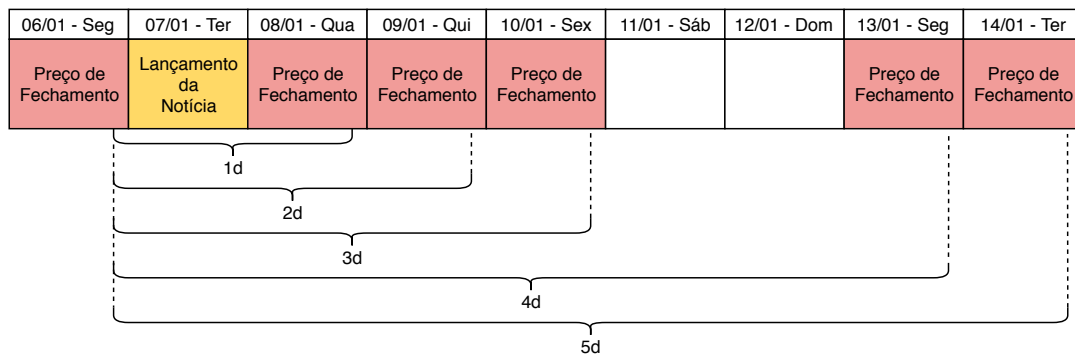 06/01 - Seg
07/01 - Ter
08/01 - Qua
09/01 - Qui
10/01 - Sex
11/01 - Sáb
12/01 - Dom
13/01 - Seg
14/01 - Ter
Preço de
Fechamento
Lançamento
da
Notícia
Preço de
Fechamento
Preço de
Fechamento
Preço de
Fechamento
Preço de
Fechamento
Preço de
Fechamento
1d
2d
3d
4d
5d